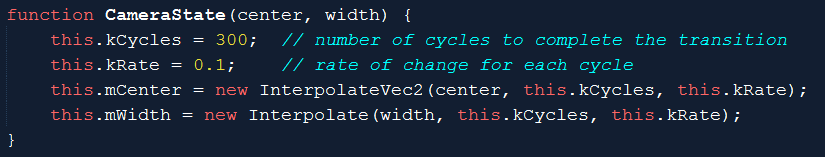 function CameraState(center, width) {
    this.kCycles = 300;  // number of cycles to complete the transition
    this.kRate = 0.1;    // rate of change for each cycle
    this.mCenter = new InterpolateVec2(center, this.kCycles, this.kRate);
    this.mWidth = new Interpolate(width, this.kCycles, this.kRate);
}